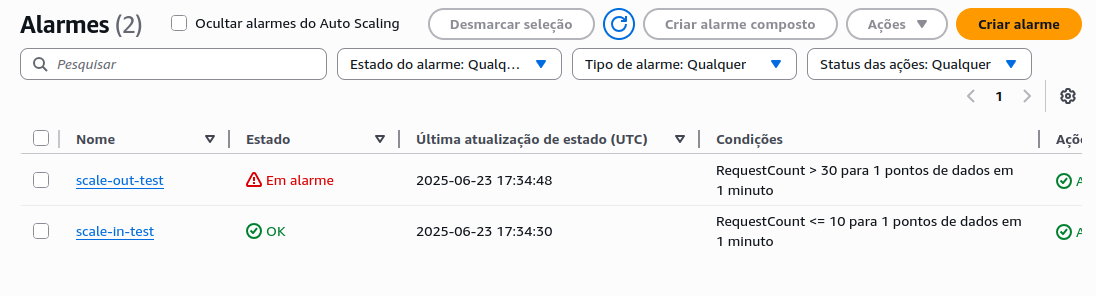 Alarmes (2)
Ocultar alarmes do Auto Scaling
Desmarcar seleção
Criar alarme composto
Ações
Criar alarme
Pesquisar
Estado do alarme: Qualq...
Tipo de alarme: Qualquer
Status das ações: Qualquer
1
Nome
Estado
Última atualização de estado (UTC)
Condições
Açõ
scale-out-test
Em alarme
2025-06-23 17:34:48
RequestCount > 30 para 1 pontos de dados em
1 minuto
A
scale-in-test
OK
2025-06-23 17:34:30
RequestCount <= 10 para 1 pontos de dados em
1 minuto
A